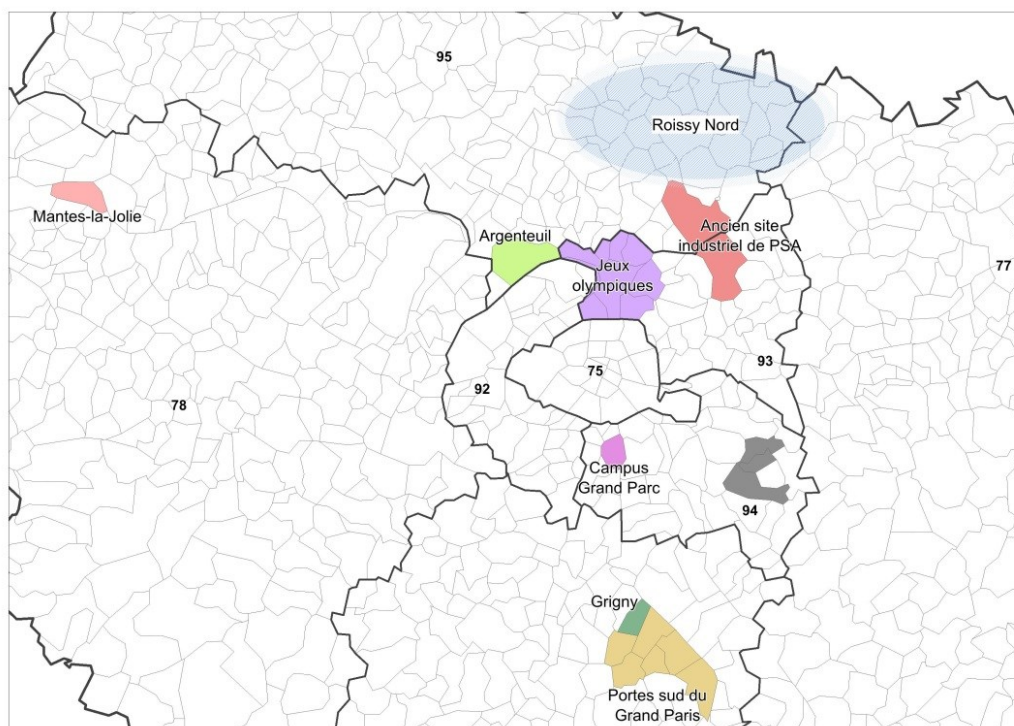 95
Roissy Nord
Mantes-la-Jolie
Ancien site
industriel de PSA
Argenteuil
Jeux
olympiques
77
93
75
92
78
Campus
Grand Parc
94
Grigny
Portes sud du
Grand Paris